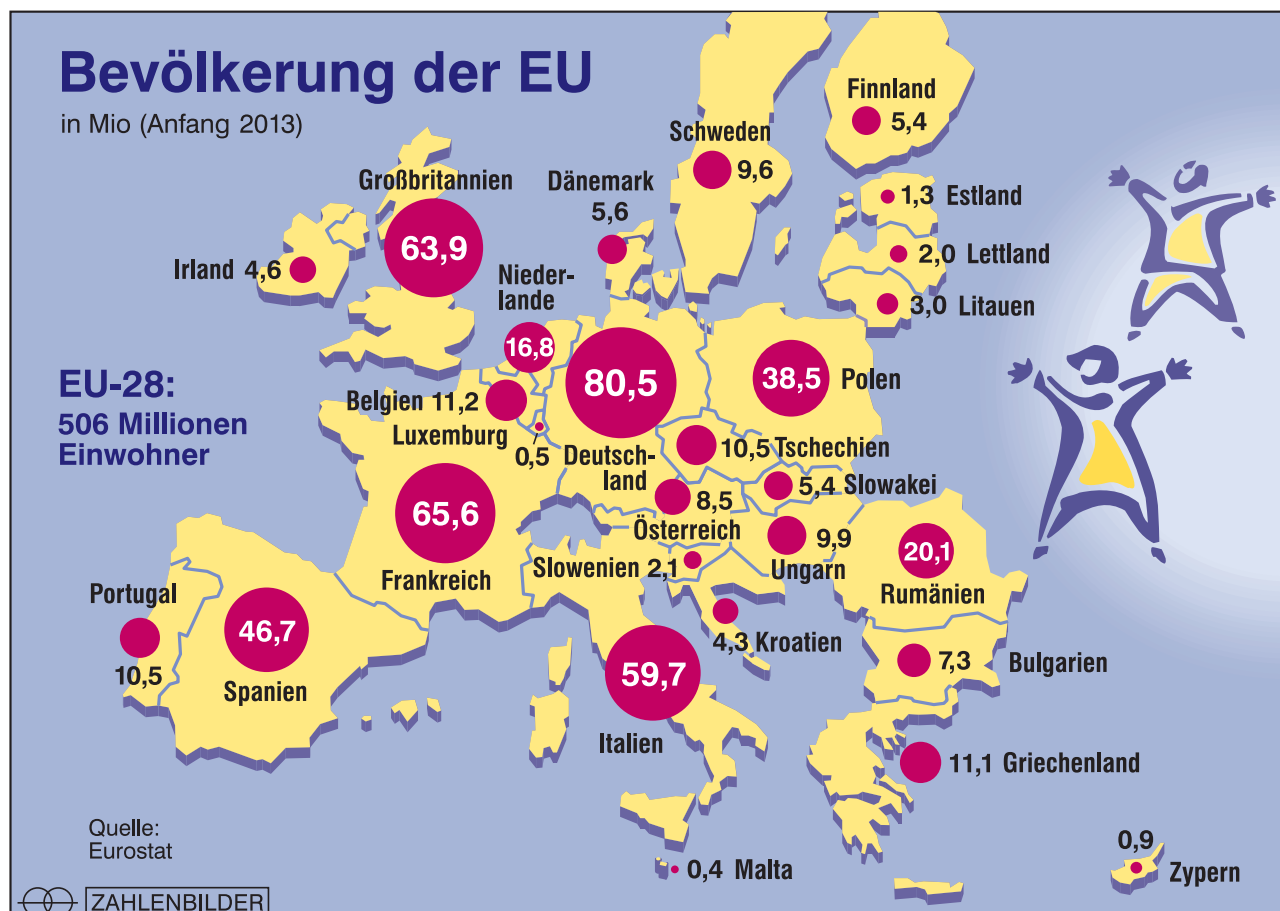 Bevölkerung der EU
in Mio (Anfang 2013)
Finnland
5,4
Schweden
9,6
Großbritannien
63,9
Dänemark
5,6
1,3 Estland
2,0 Lettland
3,0 Litauen
Irland 4,6
Nieder-
lande
16,8
80,5
Deutsch-
land
38,5 Polen
EU-28:
506 Millionen
Einwohner
Belgien 11,2
Luxemburg
0,5
10,5 Tschechien
5,4 Slowakei
8,5
Österreich
65,6
Frankreich
9,9
Ungarn
20,1
Rumänien
Slowenien 2,1
Portugal
10,5
46,7
Spanien
4,3 Kroatien
7,3 Bulgarien
59,7
Italien
11,1 Griechenland
Quelle:
Eurostat
0,4 Malta
0,9
Zypern
ZAHLENBILDER